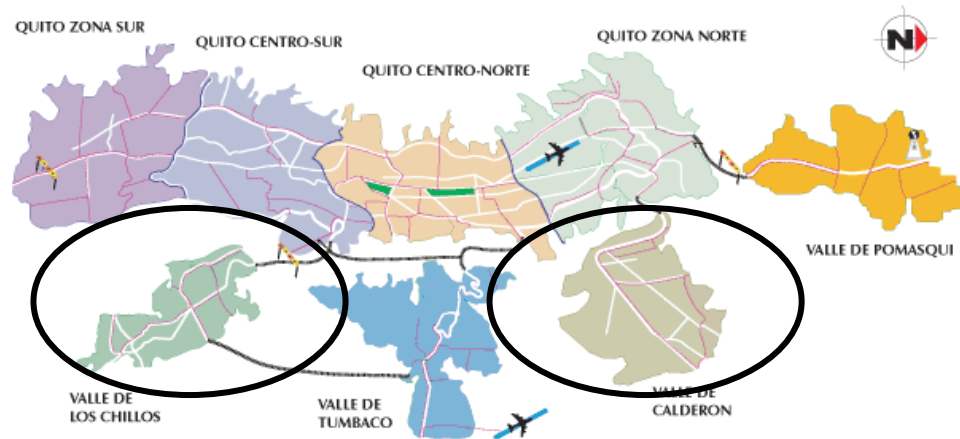 QUITO ZONA SUR
QUITO CENTRO-SUR
QUITO CENTRO-NORTE
QUITO ZONA NORTE
N
VALLE DE POMASQUI
VALLE DE
LOS CHILLOS
VALLE DE
TUMBACO
VALLE DE
CALDERON